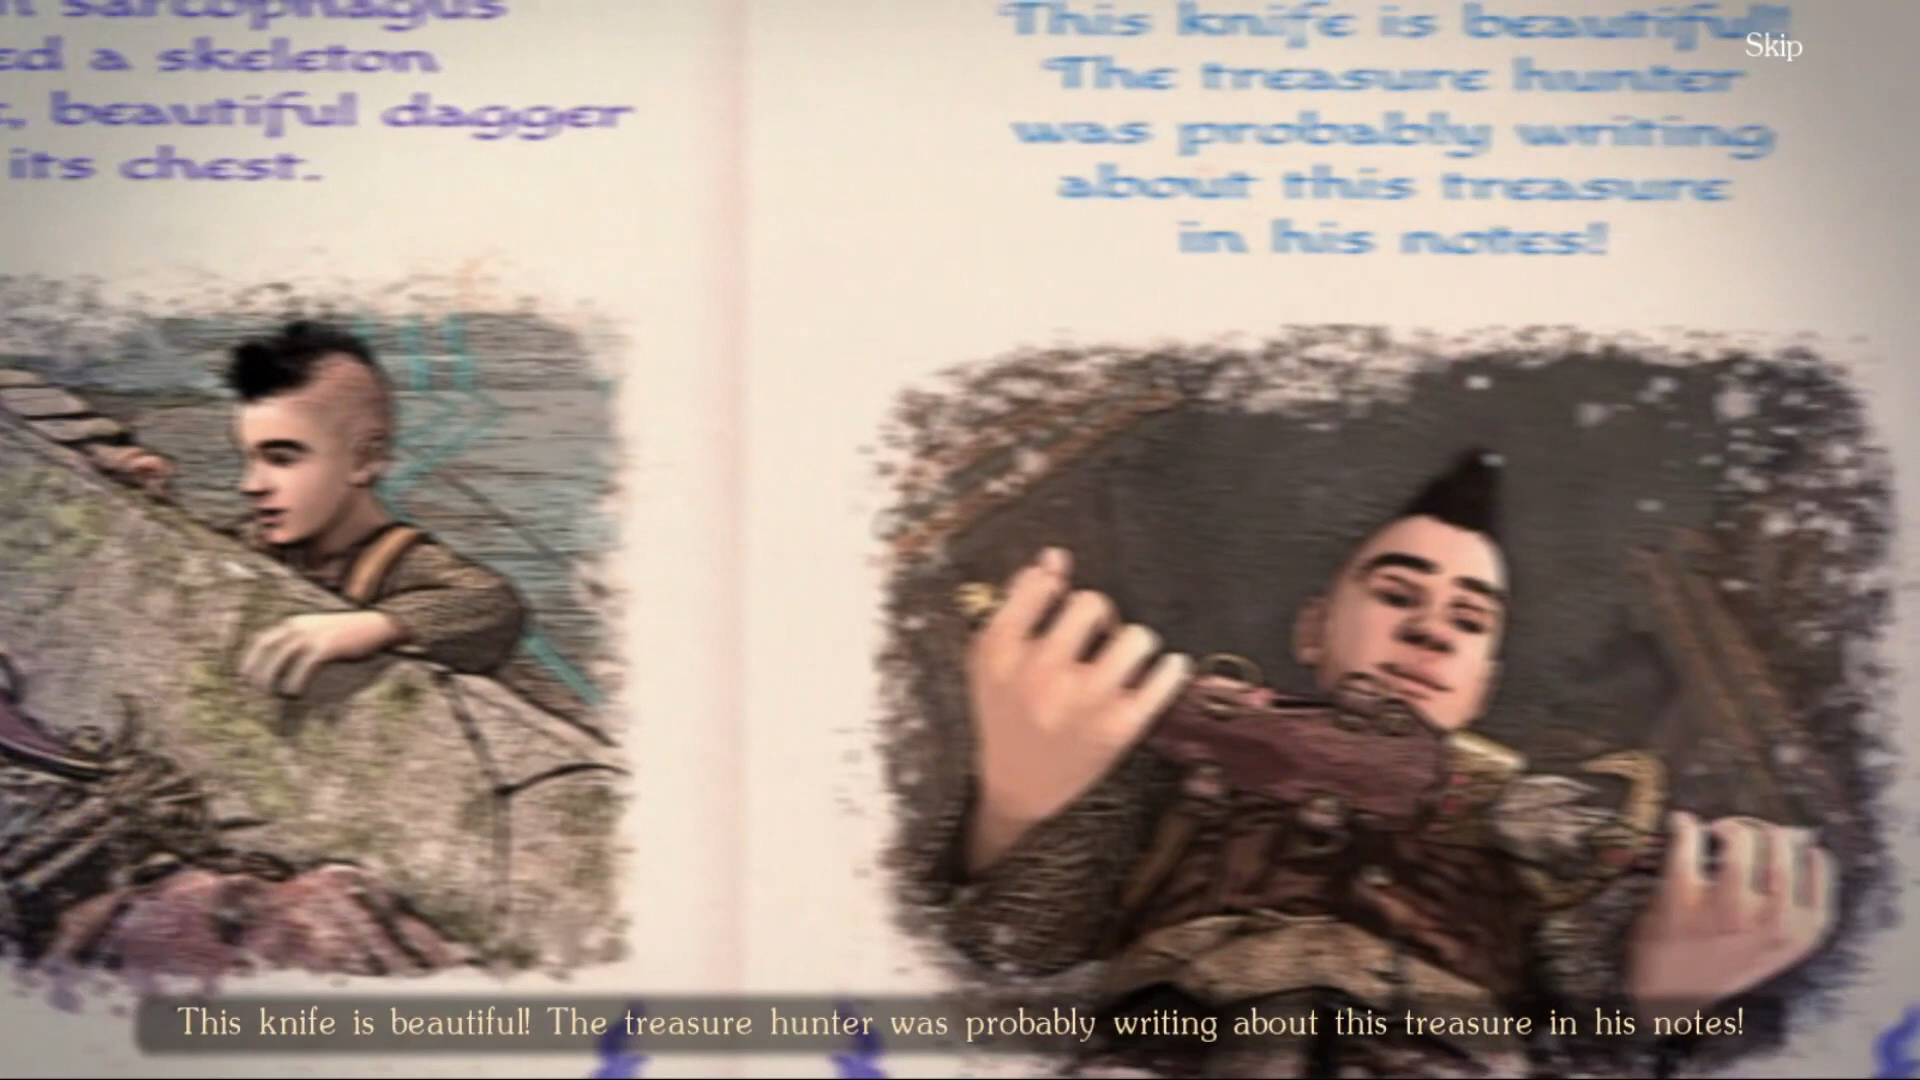 sarcophagus
ed a skeleton
, beautiful dagger
its chest.
This knife is beautiful!
The treasure hunter
was probably writing
about this treasure
in his notes!
Skip
This knife is beautiful! The treasure hunter was probably writing about this treasure in his notes!